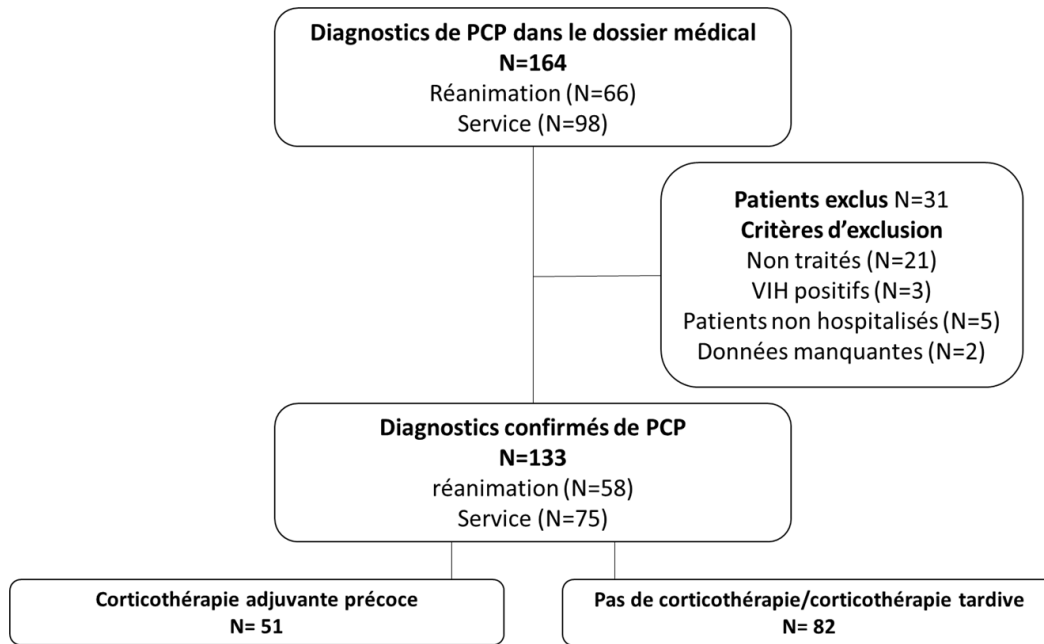 Diagnostics de PCP dans le dossier médical
N=164
Réanimation (N=66)
Service (N=98)
Patients exclus N=31
Critères d'exclusion
Non traités (N=21)
VIH positifs (N=3)
Patients non hospitalisés (N=5)
Données manquantes (N=2)
Diagnostics confirmés de PCP
N=133
réanimation (N=58)
Service (N=75)
Corticothérapie adjuvante précoce
N= 51
Pas de corticothérapie/corticothérapie tardive
N= 82